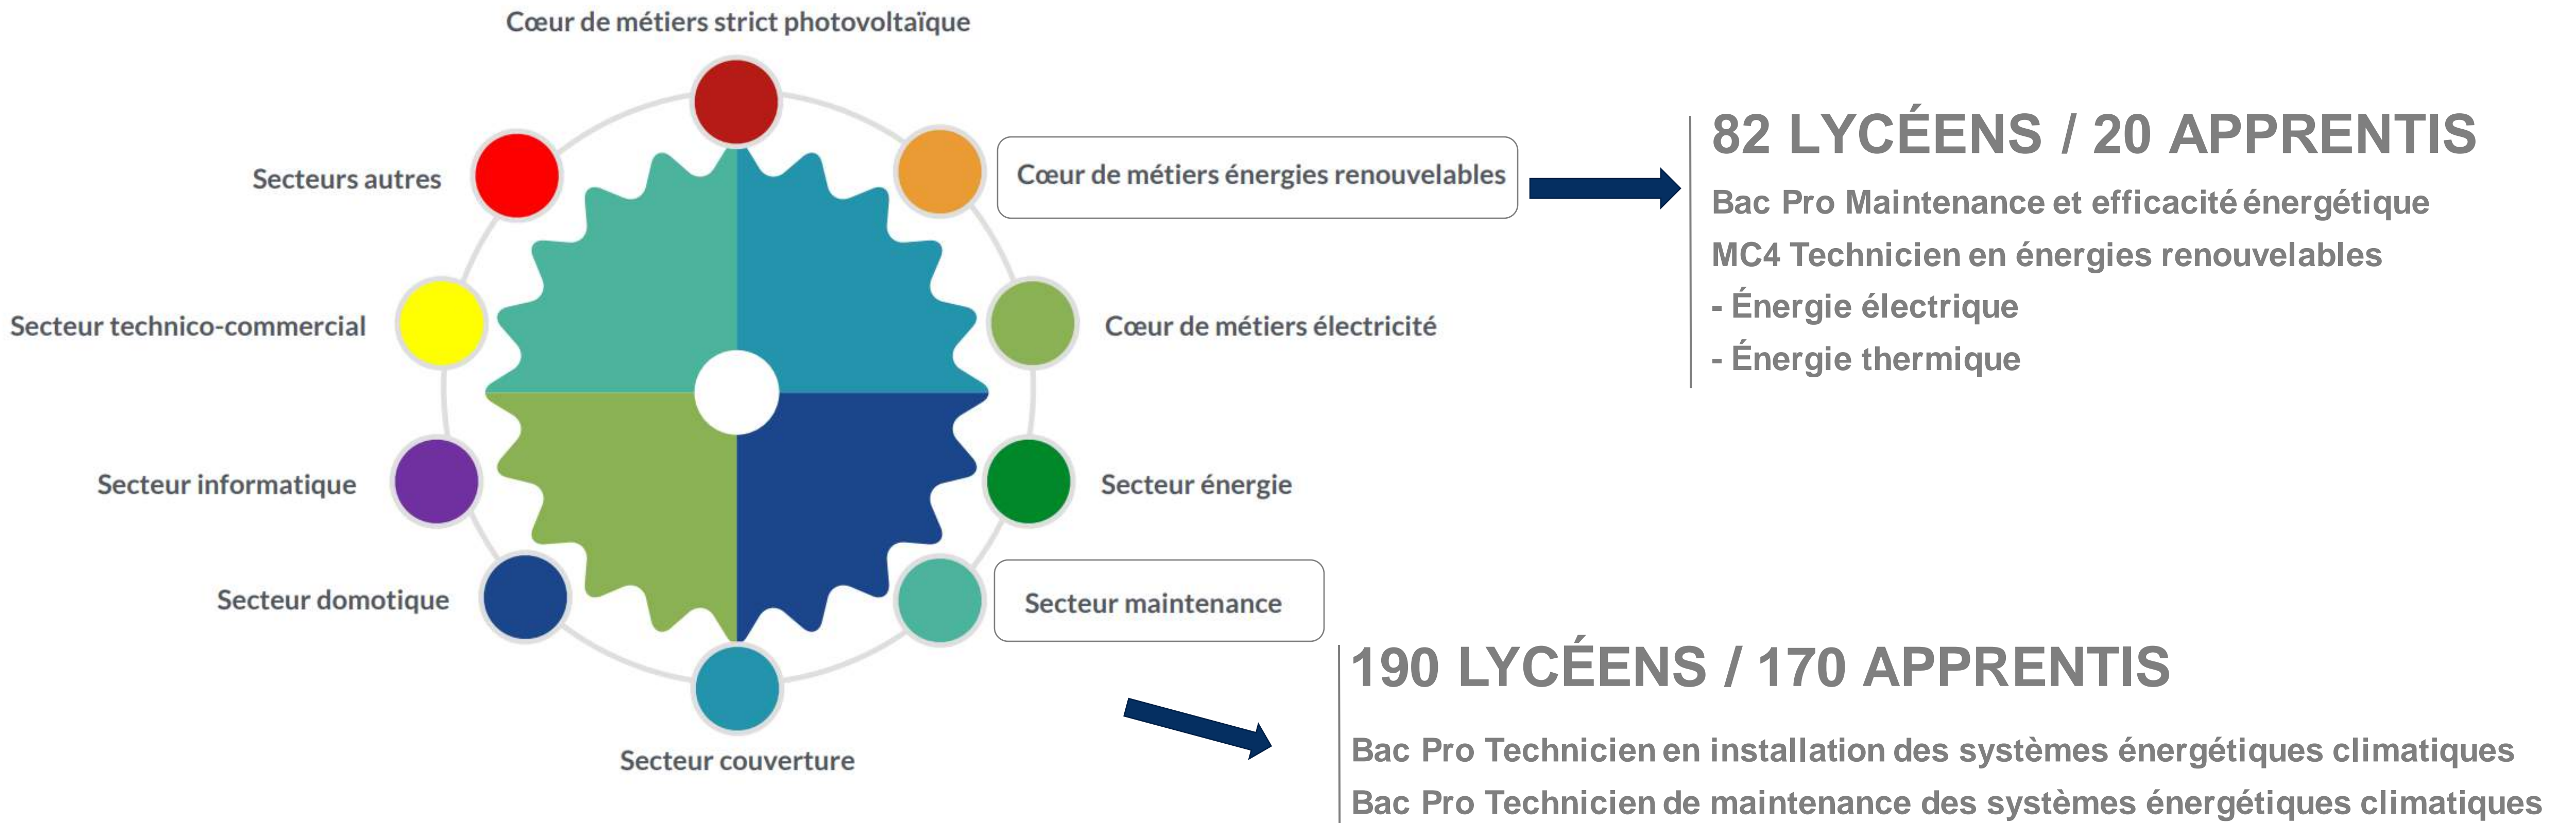 Cœur de métiers strict photovoltaïque
Secteurs autres
Cœur de métiers énergies renouvelables
82 LYCÉENS / 20 APPRENTIS
Bac Pro Maintenance et efficacité énergétique
MC4 Technicien en énergies renouvelables
- Énergie électrique
- Énergie thermique
Secteur technico-commercial
Cœur de métiers électricité
Secteur informatique
Secteur énergie
Secteur domotique
Secteur maintenance
190 LYCÉENS / 170 APPRENTIS
Bac Pro Technicien en installation des systèmes énergétiques climatiques
Bac Pro Technicien de maintenance des systèmes énergétiques climatiques
Secteur couverture